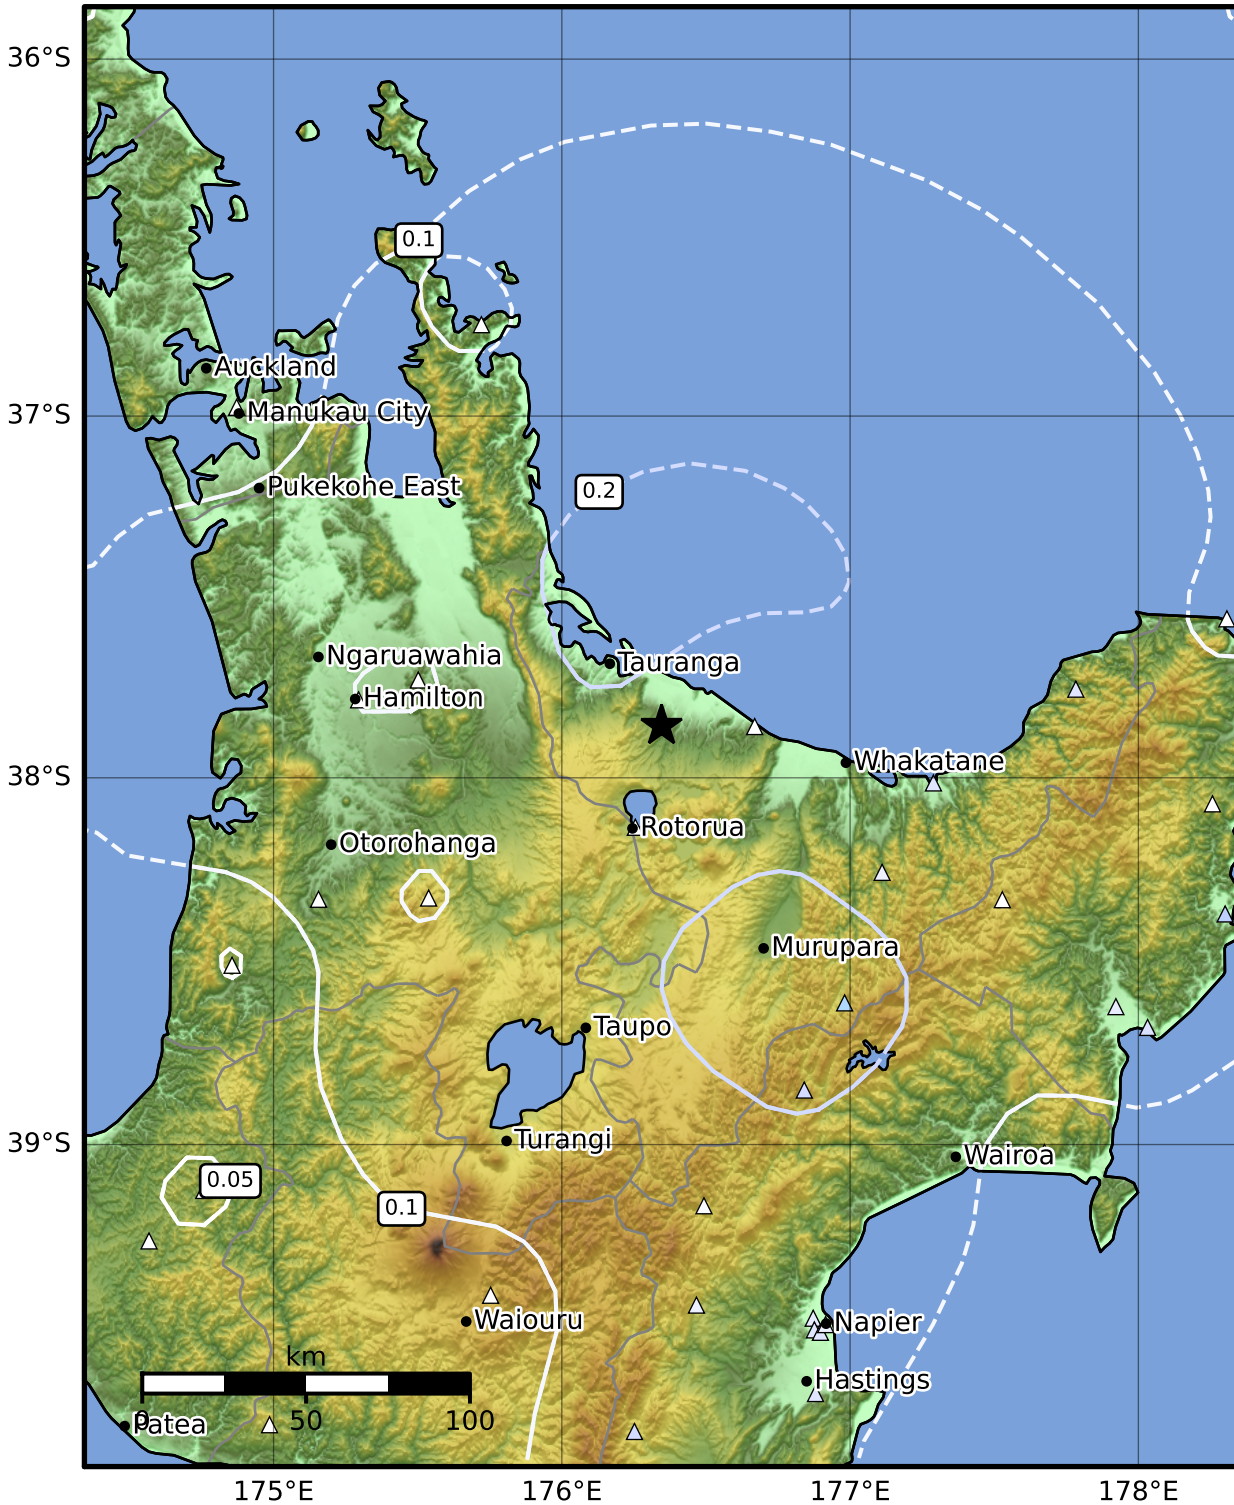 36°S
0.1
Auckland
Manukau City
37°S
Pukekohe East
0.2
Ngaruawahia
Tauranga
Hamilton
Whakatane
38°S
Rotorua
Otorohanga
Murupara
Taupo
Turangi
39°S
Wairoa
0.05
0.1
Waiouru
Napier
km
Hastings
0 50 100
Patea
175°E 176°E 177°E 178°E